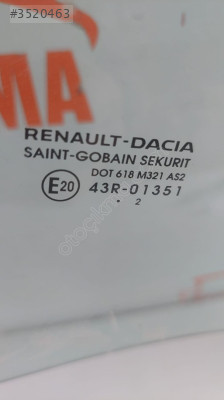 #3520463
MA
RENAULT-DACIA
SAINT-GOBAIN SEKURIT
DOT 618 M321 AS2
E20 43R-01351
. 2